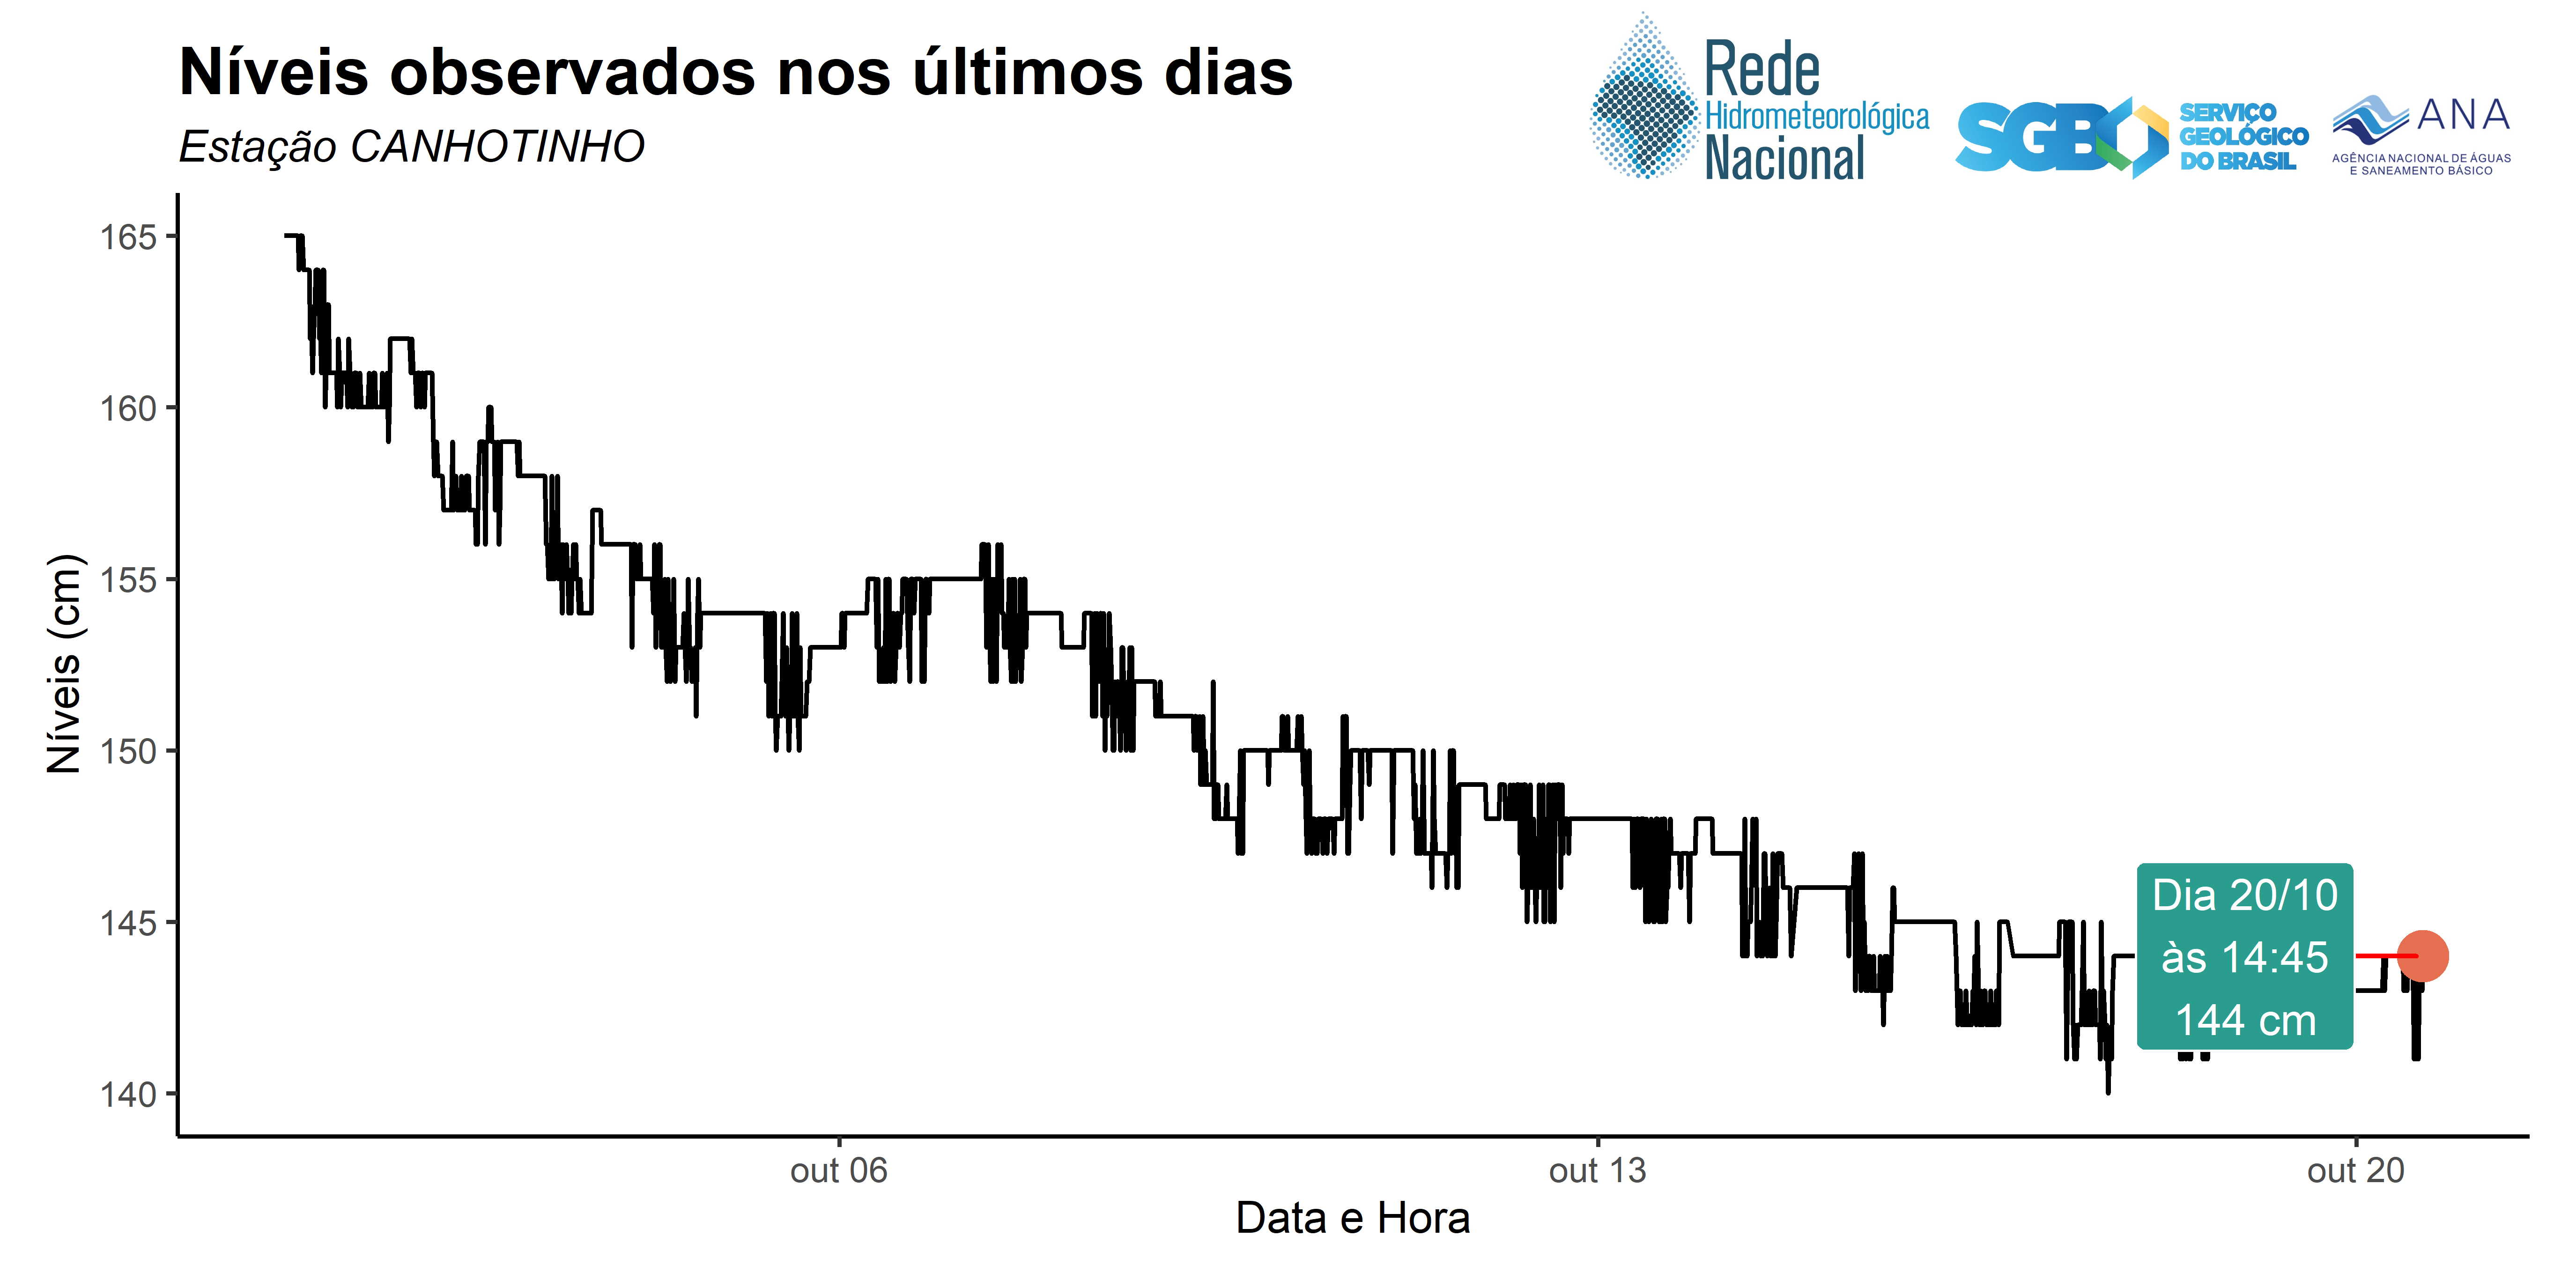 Níveis observados nos últimos dias
Estação CANHOTINHO
Rede
Hidrometeorológica
Nacional
SGB
SERVIÇO
GEOLÓGICO
DO BRASIL
ANA
AGÊNCIA NACIONAL DE ÁGUAS
E SANEAMENTO BÁSICO
Níveis (cm)
165
160
155
150
145
140
Dia 20/10
às 14:45
144 cm
out 06
out 13
out 20
Data e Hora